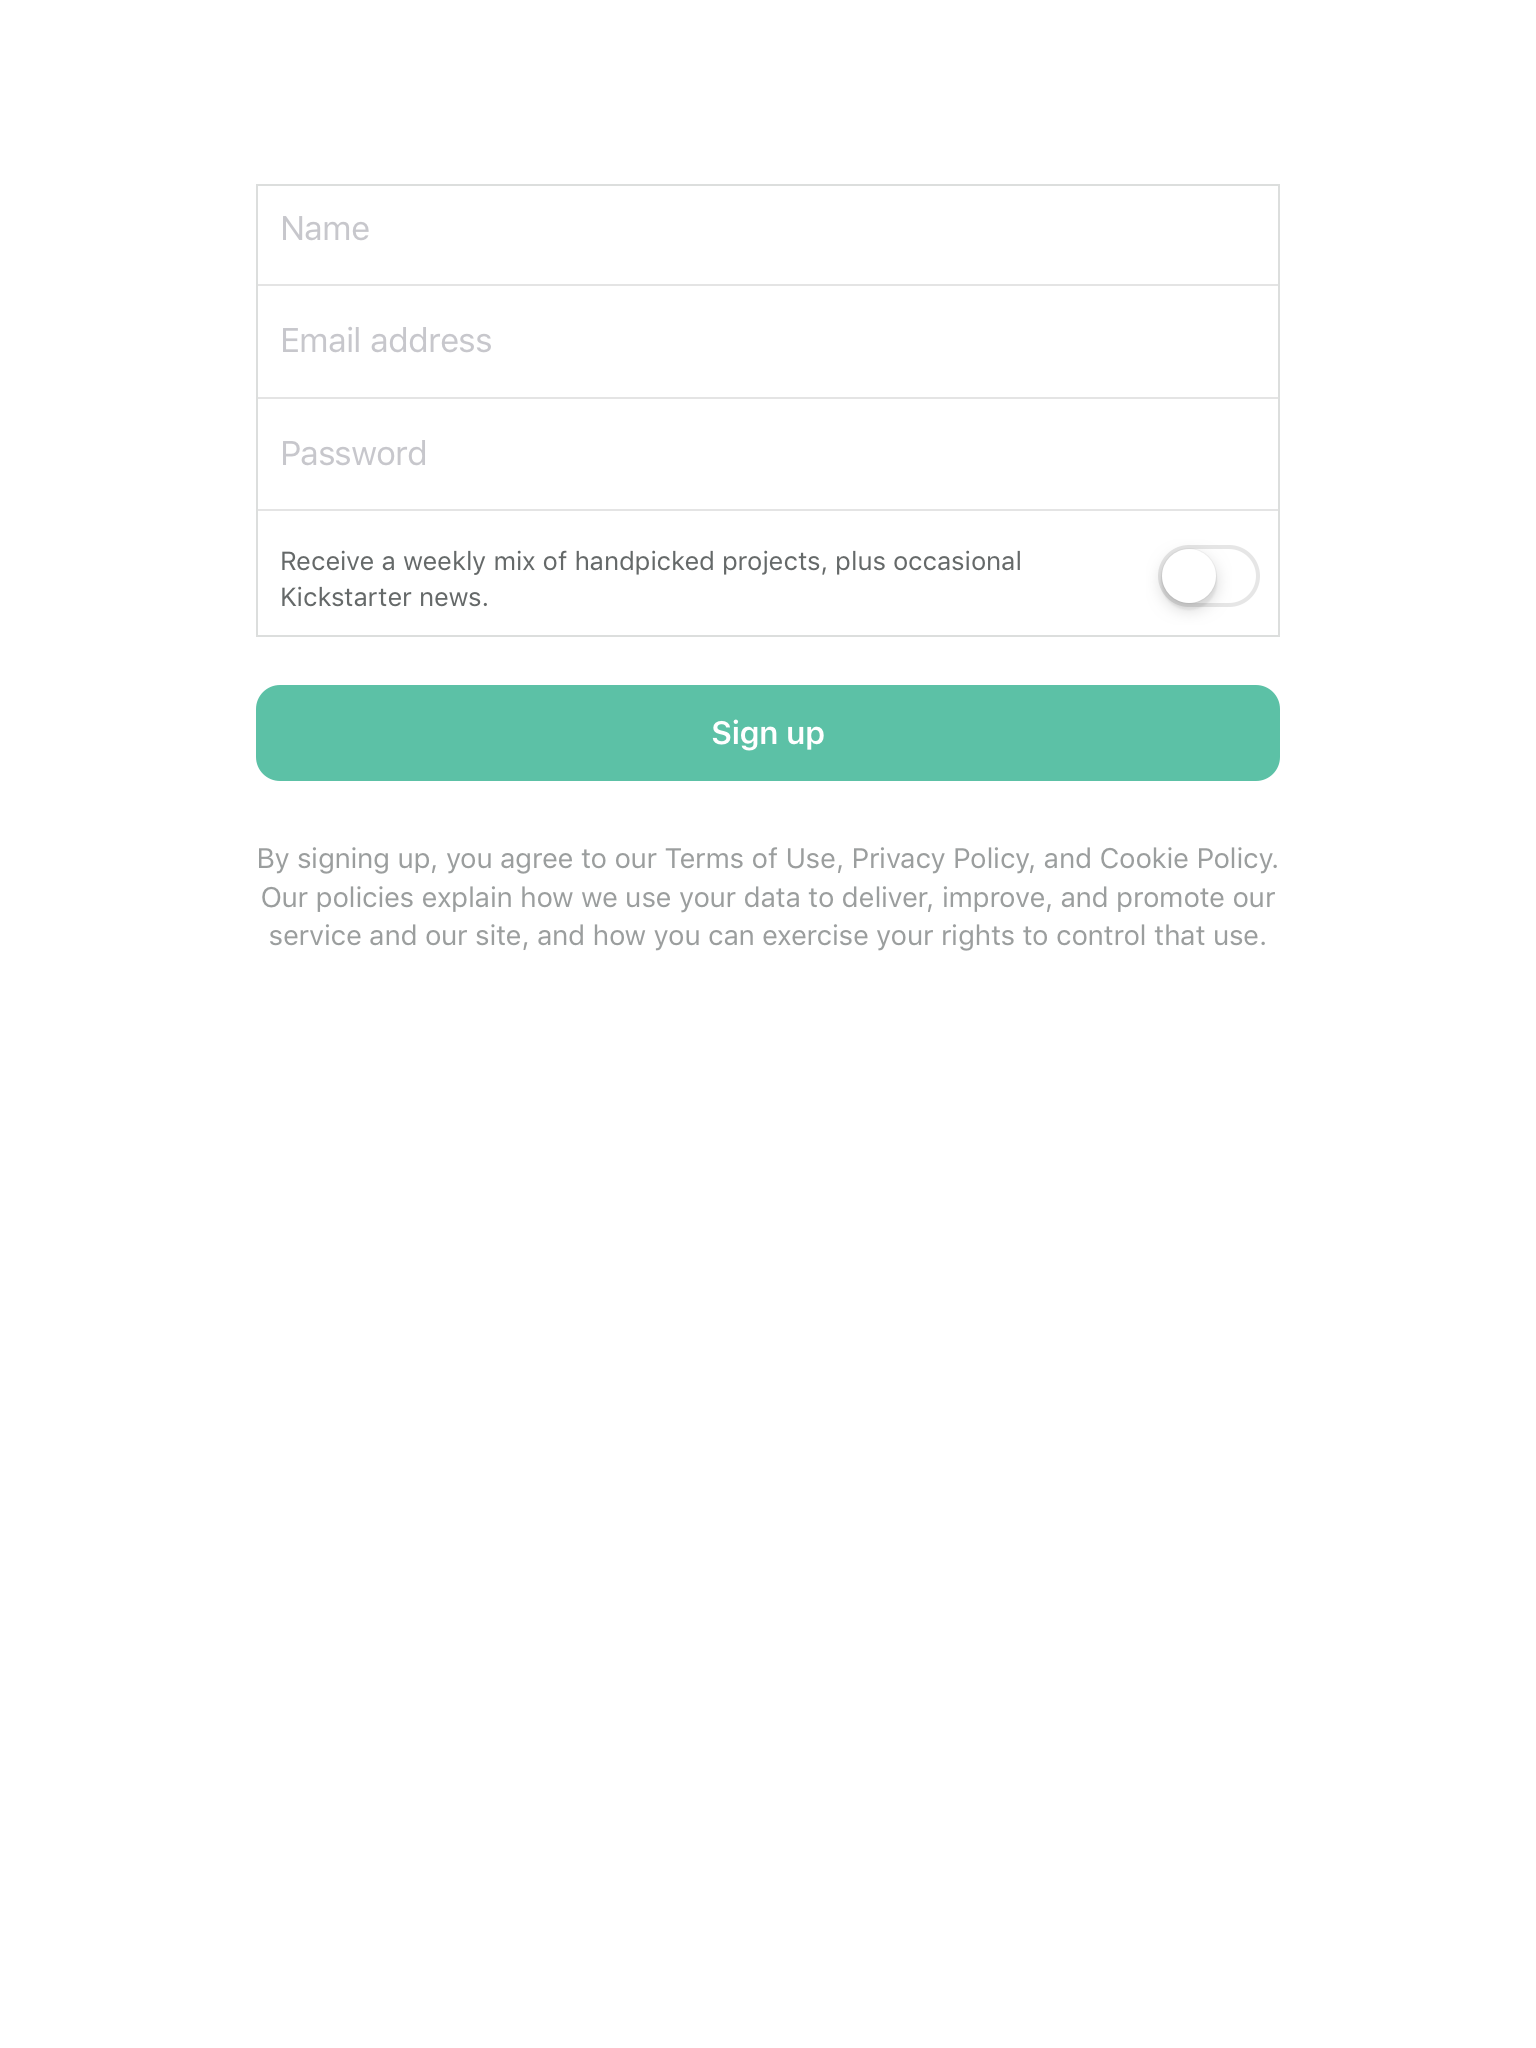 Name
Email address
Password
Receive a weekly mix of handpicked projects, plus occasional
Kickstarter news.
Sign up
By signing up, you agree to our Terms of Use, Privacy Policy, and Cookie Policy.
Our policies explain how we use your data to deliver, improve, and promote our
service and our site, and how you can exercise your rights to control that use.